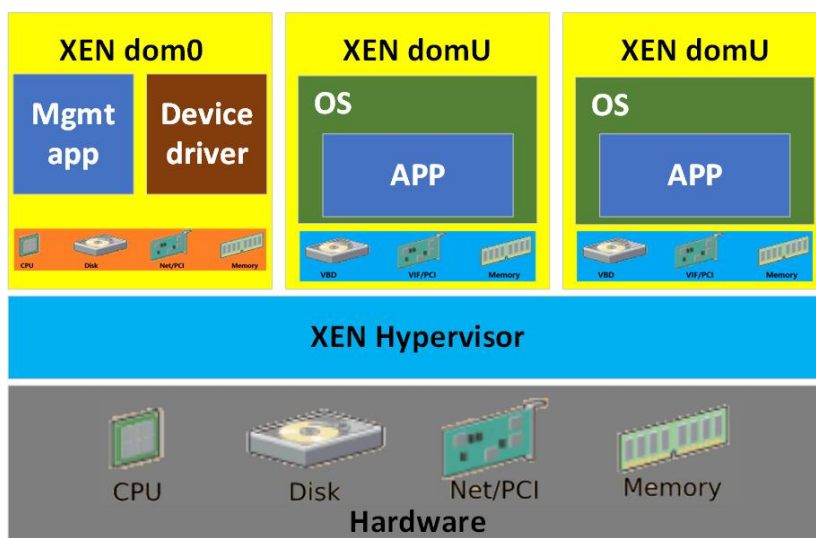 XEN dom0
Mgmt app
Device driver
CPU
Disk
Net/PCI
Memory
XEN domU
OS
APP
VBD
VIF/PCI
Memory
XEN domU
OS
APP
VBD
VIF/PCI
Memory
XEN Hypervisor
CPU
Disk
Net/PCI
Memory
Hardware